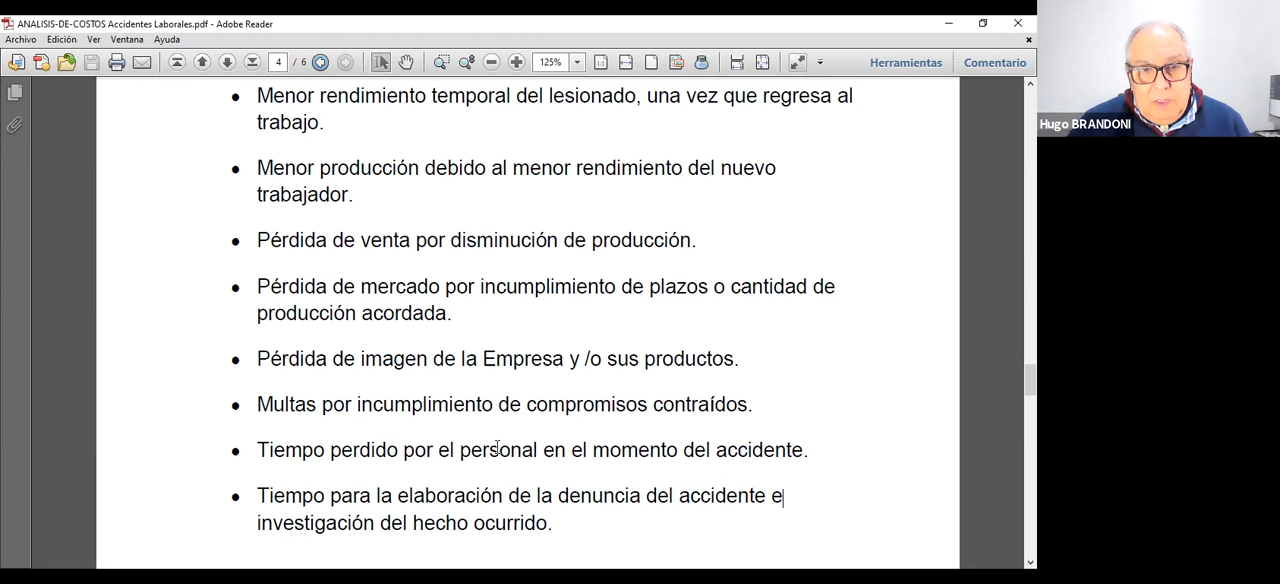 ANALISIS-DE-COSTOS Accidentes Laborales.pdf - Adobe Reader
Archivo Edición Ver Ventana Ayuda
4 / 6 125% Herramientas Comentario
• Menor rendimiento temporal del lesionado, una vez que regresa al
trabajo.
• Menor producción debido al menor rendimiento del nuevo
trabajador.
• Pérdida de venta por disminución de producción.
• Pérdida de mercado por incumplimiento de plazos o cantidad de
producción acordada.
• Pérdida de imagen de la Empresa y /o sus productos.
• Multas por incumplimiento de compromisos contraídos.
• Tiempo perdido por el personal en el momento del accidente.
• Tiempo para la elaboración de la denuncia del accidente e
investigación del hecho ocurrido.
Hugo BRANDONI